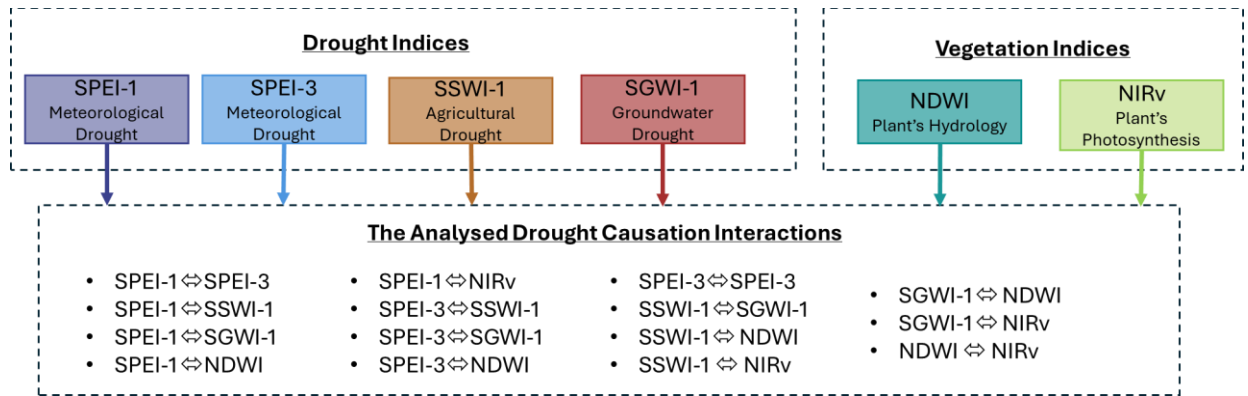 Drought Indices
SPEI-1
Meteorological
Drought
SPEI-3
Meteorological
Drought
SSWI-1
Agricultural
Drought
SGWI-1
Groundwater
Drought
Vegetation Indices
NDWI
Plant's Hydrology
NIRv
Plant's
Photosynthesis
The Analysed Drought Causation Interactions
• SPEI-1⇔SPEI-3
• SPEI-1⇔SSWI-1
• SPEI-1⇔SGWI-1
• SPEI-1⇔NDWI
• SPEI-1⇔NIRv
• SPEI-3⇔SSWI-1
• SPEI-3⇔SGWI-1
• SPEI-3⇔NDWI
• SPEI-3⇔SPEI-3
• SSWI-1⇔SGWI-1
• SSWI-1⇔ NDWI
• SSWI-1 ⇔ NIRv
• SGWI-1⇔ NDWI
• SGWI-1⇔ NIRv
• NDWI ⇔ NIRv